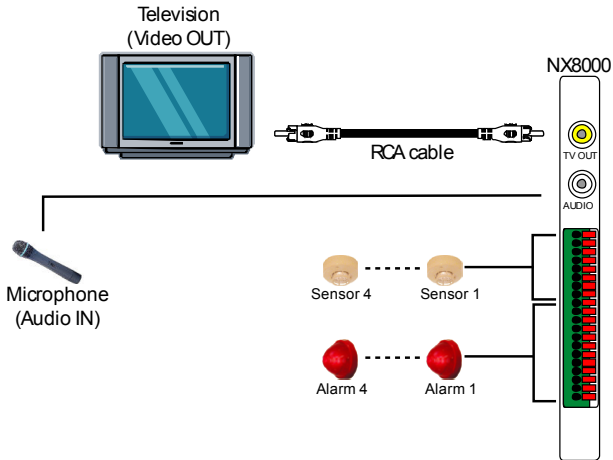 Television
(Video OUT)
NX8000
RCA cable
TV OUT
AUDIO
Microphone
(Audio IN)
Sensor 4
Sensor 1
Alarm 4
Alarm 1